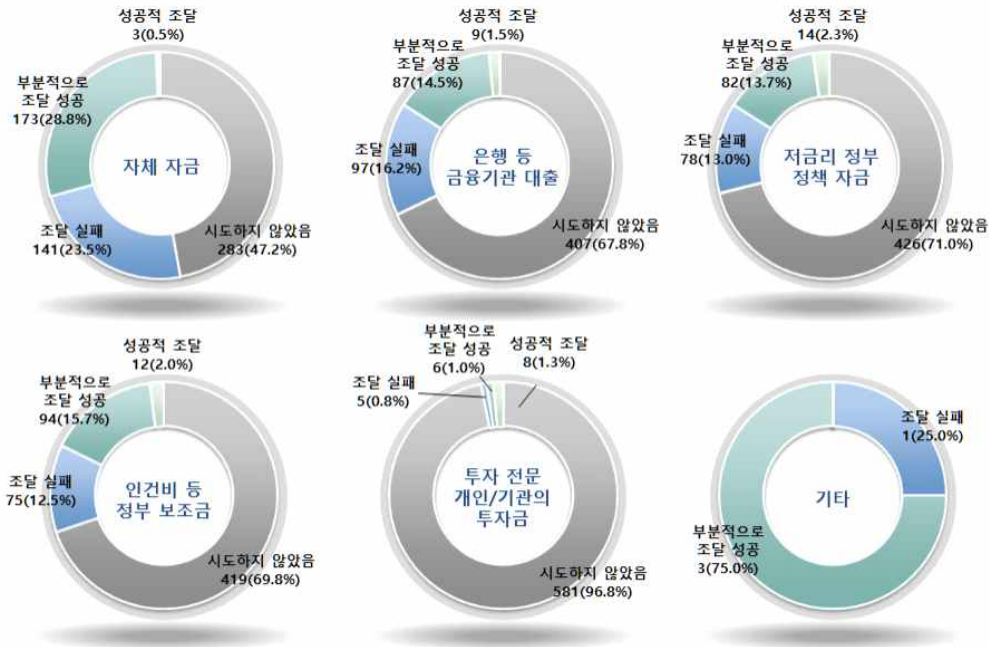 성공적 조달
3(0.5%)
부분적으로
조달 성공
173(28.8%)
자체 자금
조달 실패
141(23.5%)
시도하지 않았음
283(47.2%)
성공적 조달
9(1.5%)
부분적으로
조달 성공
87(14.5%)
조달 실패
97(16.2%)
은행 등
금융기관 대출
시도하지 않았음
407(67.8%)
성공적 조달
14(2.3%)
부분적으로
조달 성공
82(13.7%)
조달 실패
78(13.0%)
저금리 정부
정책 자금
시도하지 않았음
426(71.0%)
성공적 조달
12(2.0%)
부분적으로
조달 성공
94(15.7%)
조달 실패
75(12.5%)
인건비 등
정부 보조금
시도하지 않았음
419(69.8%)
부분적으로
조달 성공
6(1.0%)
성공적 조달
8(1.3%)
조달 실패
5(0.8%)
투자 전문
개인/기관의
투자금
시도하지 않았음
581(96.8%)
조달 실패
1(25.0%)
기타
부분적으로
조달 성공
3(75.0%)